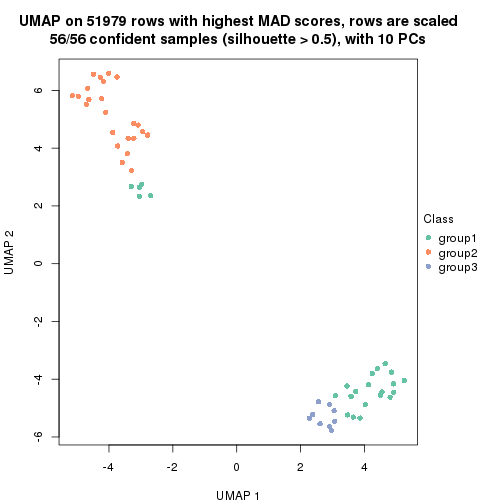 UMAP on 51979 rows with highest MAD scores, rows are scaled
56/56 confident samples (silhouette > 0.5), with 10 PCs
6
4
2
0
-2
-4
-6
UMAP 2
-4
-2
0
2
4
UMAP 1
Class
group1
group2
group3